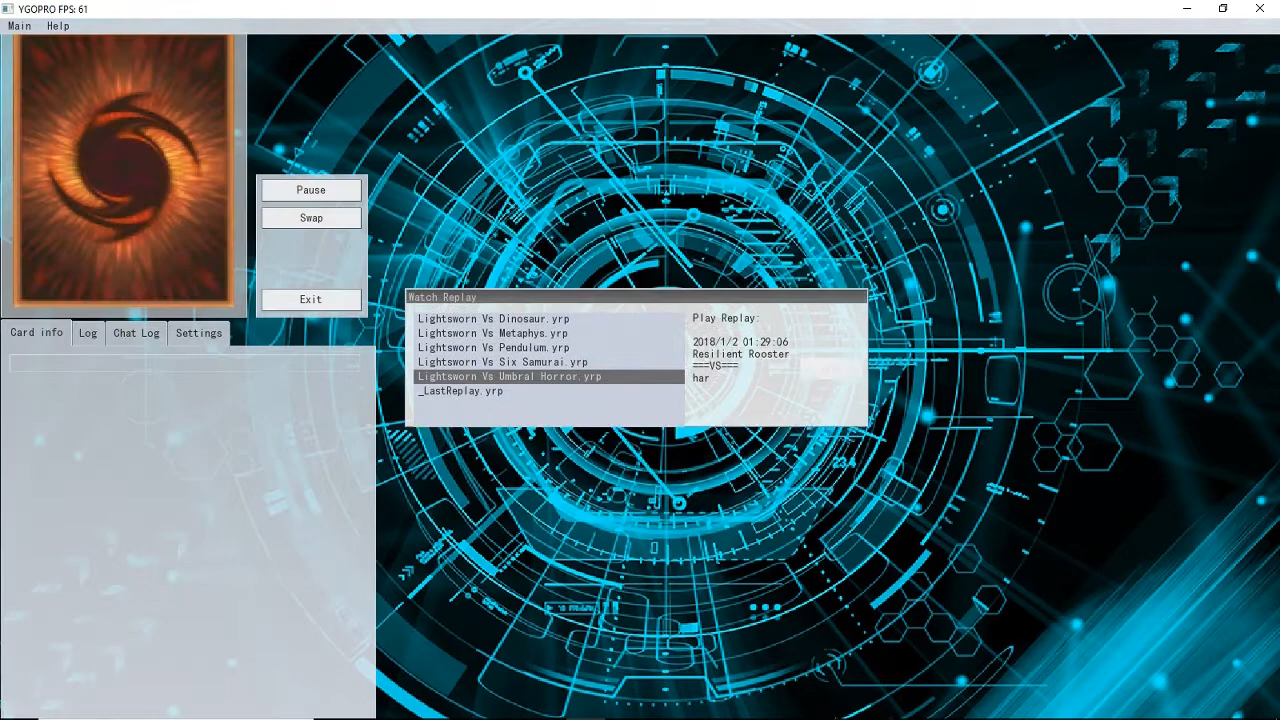 YGOPRO FPS: 61
Main Help
Pause
Swap
Exit
Card info Log Chat Log Settings
Watch Replay
Lightsworn Vs Dinosaur.yrp
Lightsworn Vs Metaphys.yrp
Lightsworn Vs Pendulum.yrp
Lightsworn Vs Six Samurai.yrp
Lightsworn Vs Umbral Horror.yrp
_LastReplay.yrp
Play Replay:
2018/1/2 01:29:06
Resilient Rooster
===VS===
har
23.4